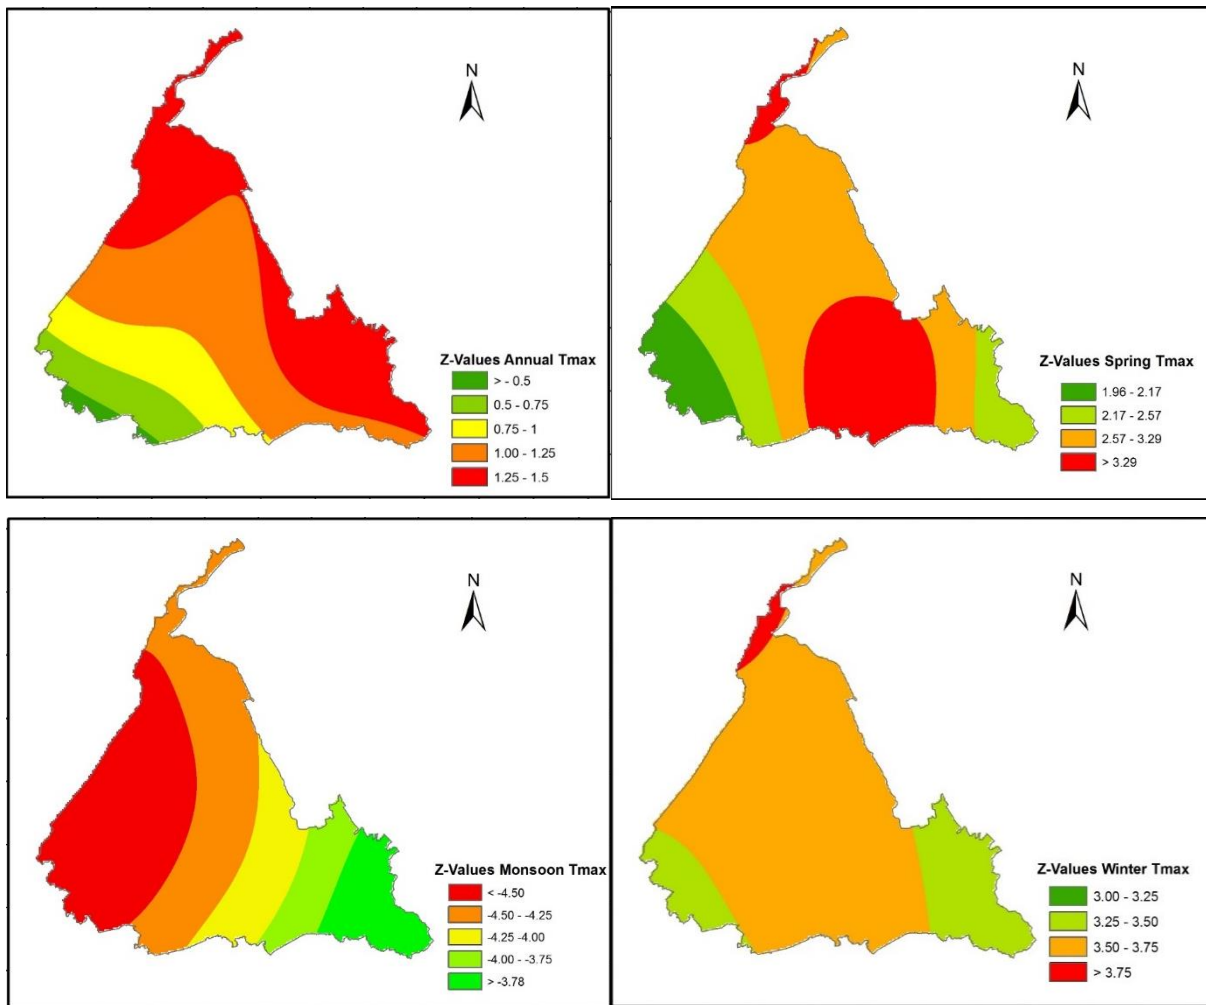 N
Z-Values Annual Tmax
> - 0.5
0.5 - 0.75
0.75 - 1
1.00 - 1.25
1.25 - 1.5
N
Z-Values Spring Tmax
1.96 - 2.17
2.17 - 2.57
2.57 - 3.29
> 3.29
N
Z-Values Monsoon Tmax
< -4.50
-4.50 - -4.25
-4.25 - -4.00
-4.00 - -3.75
> -3.78
N
Z-Values Winter Tmax
3.00 - 3.25
3.25 - 3.50
3.50 - 3.75
> 3.75